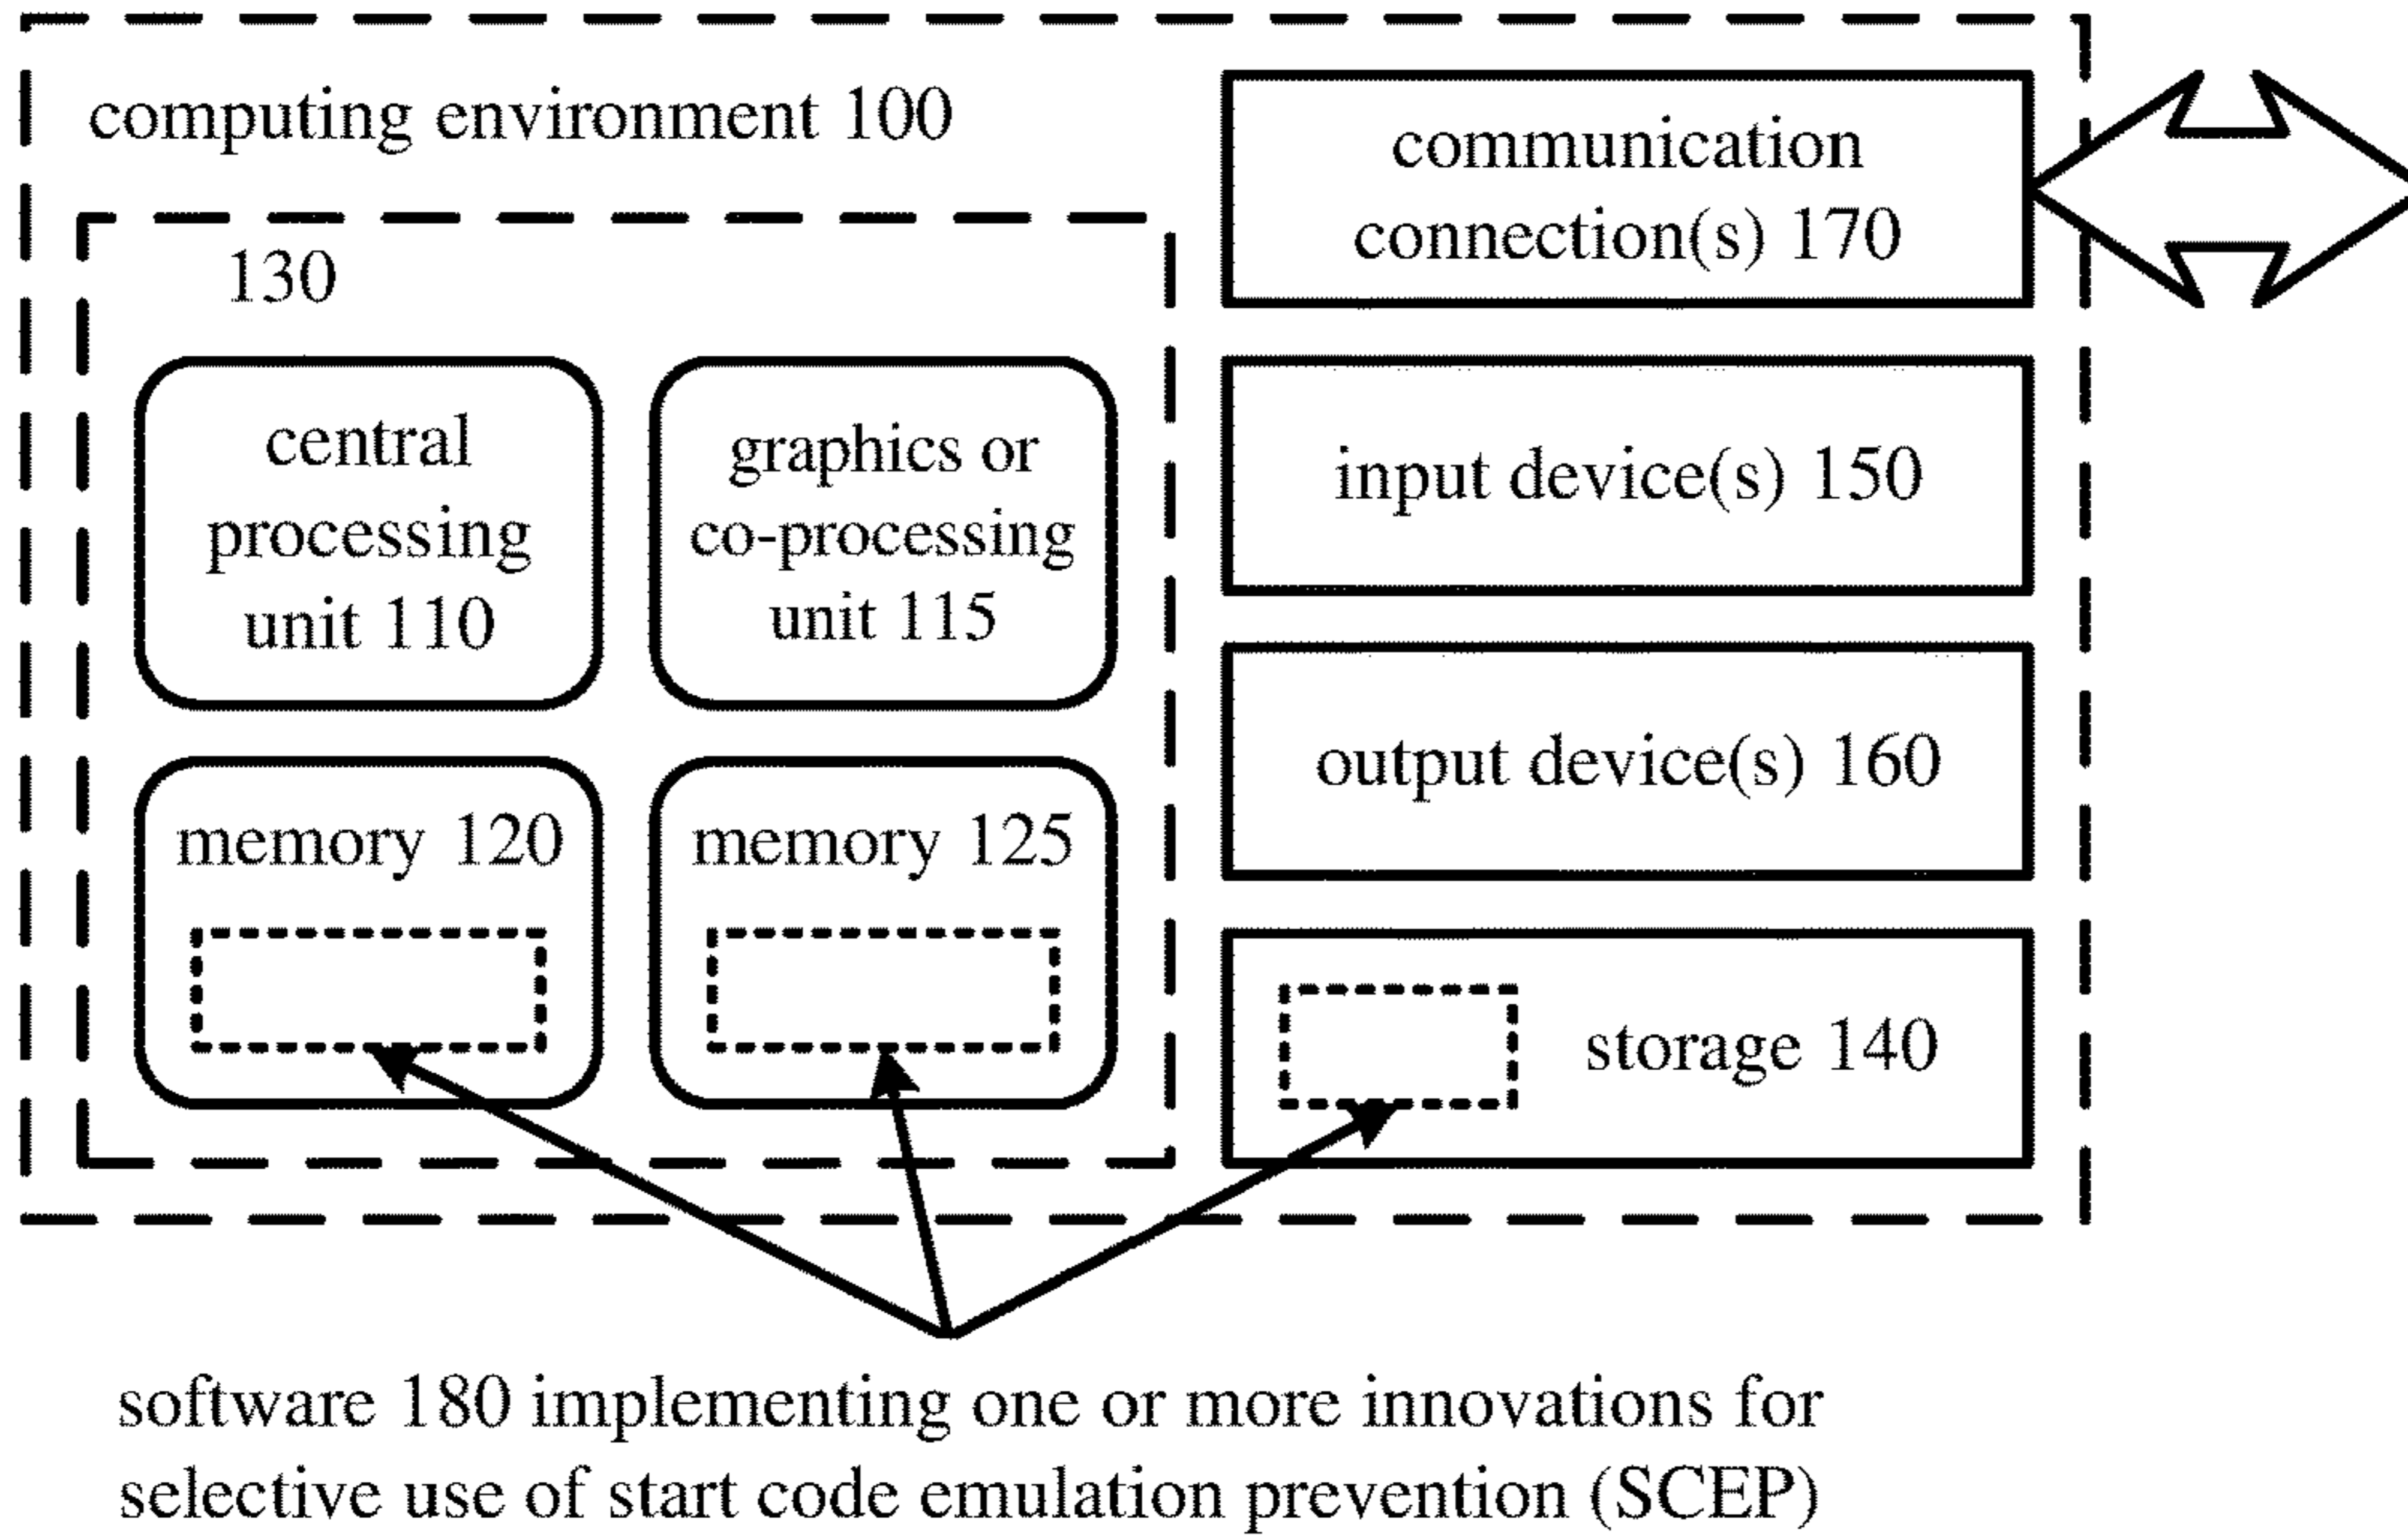 computing environment 100
130
central
processing
unit 110
graphics or
co-processing
unit 115
memory 120
memory 125
communication
connection(s) 170
input device(s) 150
output device(s) 160
storage 140
software 180 implementing one or more innovations for
selective use of start code emulation prevention (SCEP)